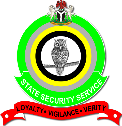 STATE SECURITY SERVICE
LOYALTY • VIGILANCE • VERITY